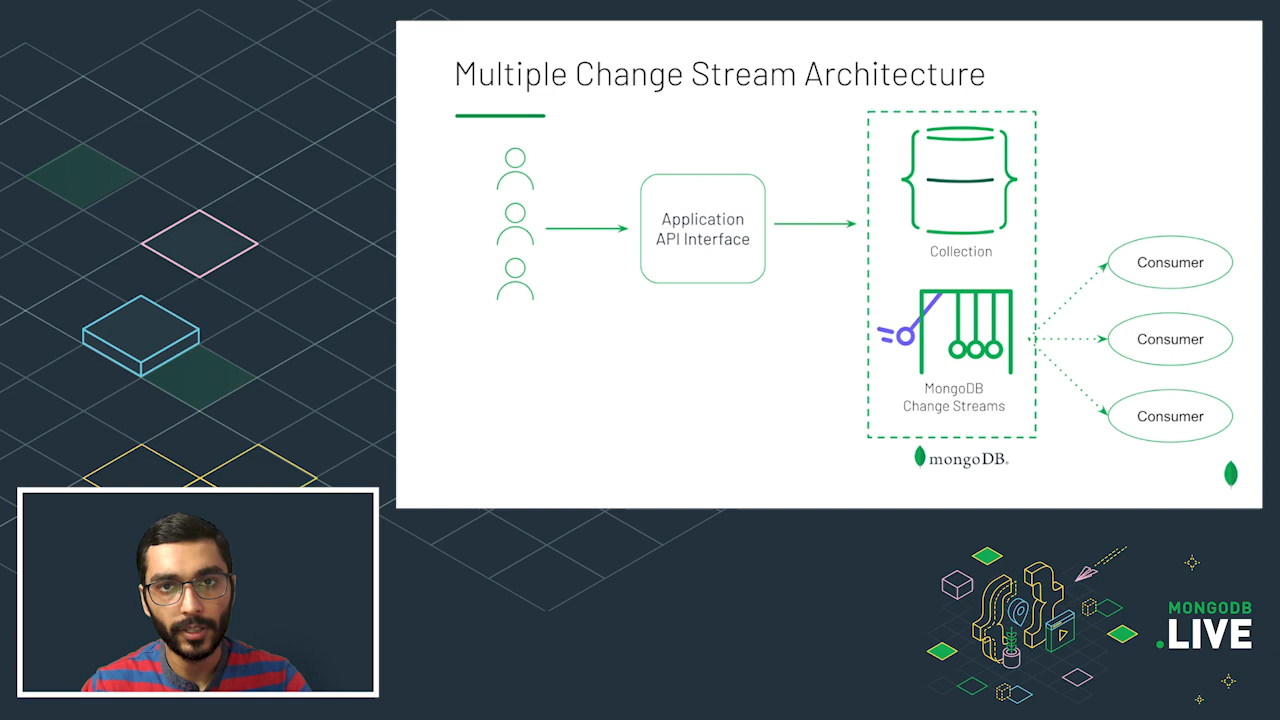 Multiple Change Stream Architecture
Application
API Interface
Collection
MongoDB
Change Streams
mongoDB®
Consumer
Consumer
Consumer
MONGODB
.LIVE